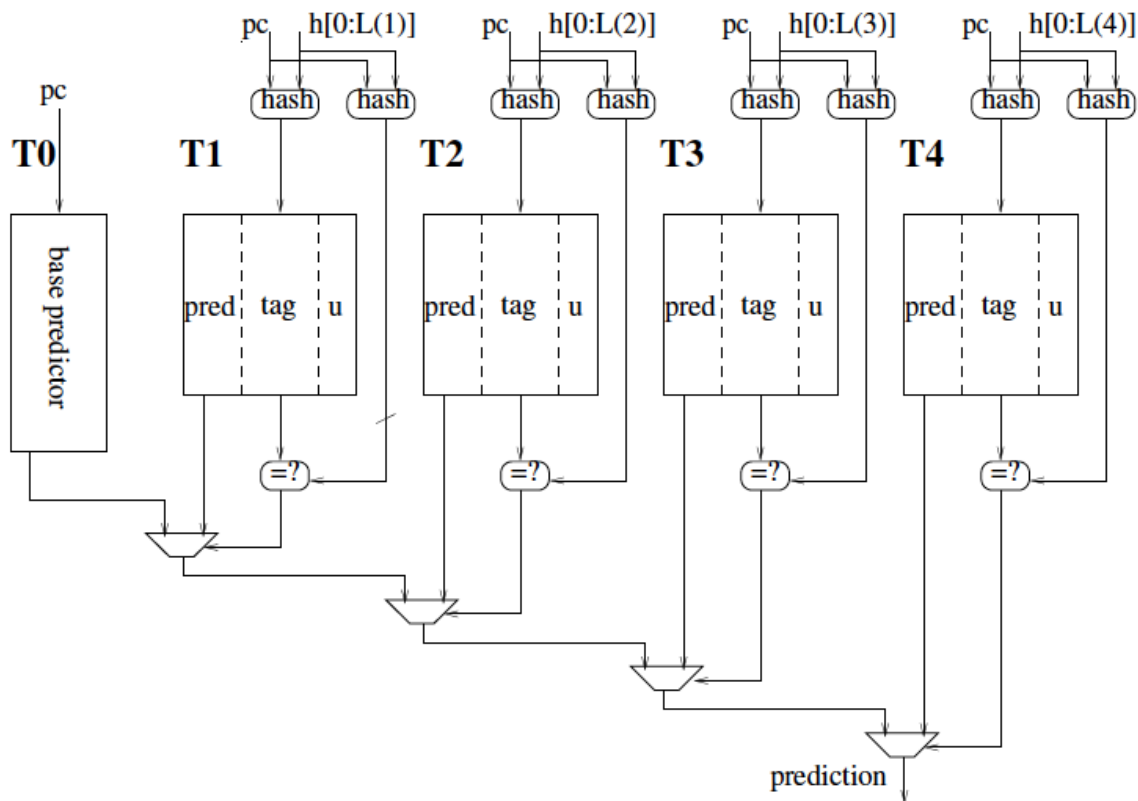 pc h[0:L(1)] pc h[0:L(2)] pc h[0:L(3)] pc h[0:L(4)]
pc hash hash hash hash hash hash hash hash
T0 T1 T2 T3 T4
base predictor
pred tag u pred tag u pred tag u pred tag u
=? =? =? =?
prediction